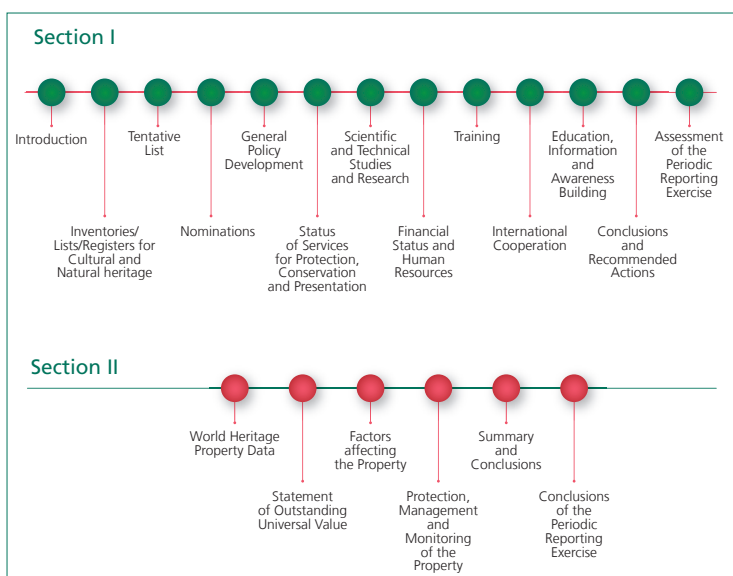 Section I
Introduction
Inventories/
Lists/Registers for
Cultural and
Natural heritage
Tentative
List
Nominations
General
Policy
Development
Status
of Services
for Protection,
Conservation
and Presentation
Scientific
and Technical
Studies
and Research
Financial
Status and
Human
Resources
Training
International
Cooperation
Education,
Information
and
Awareness
Building
Conclusions
and
Recommended
Actions
Assessment
of the
Periodic
Reporting
Exercise
Section II
World Heritage
Property Data
Statement
of Outstanding
Universal Value
Factors
affecting
the Property
Protection,
Management
and
Monitoring
of the
Property
Summary
and
Conclusions
Conclusions
of the
Periodic
Reporting
Exercise